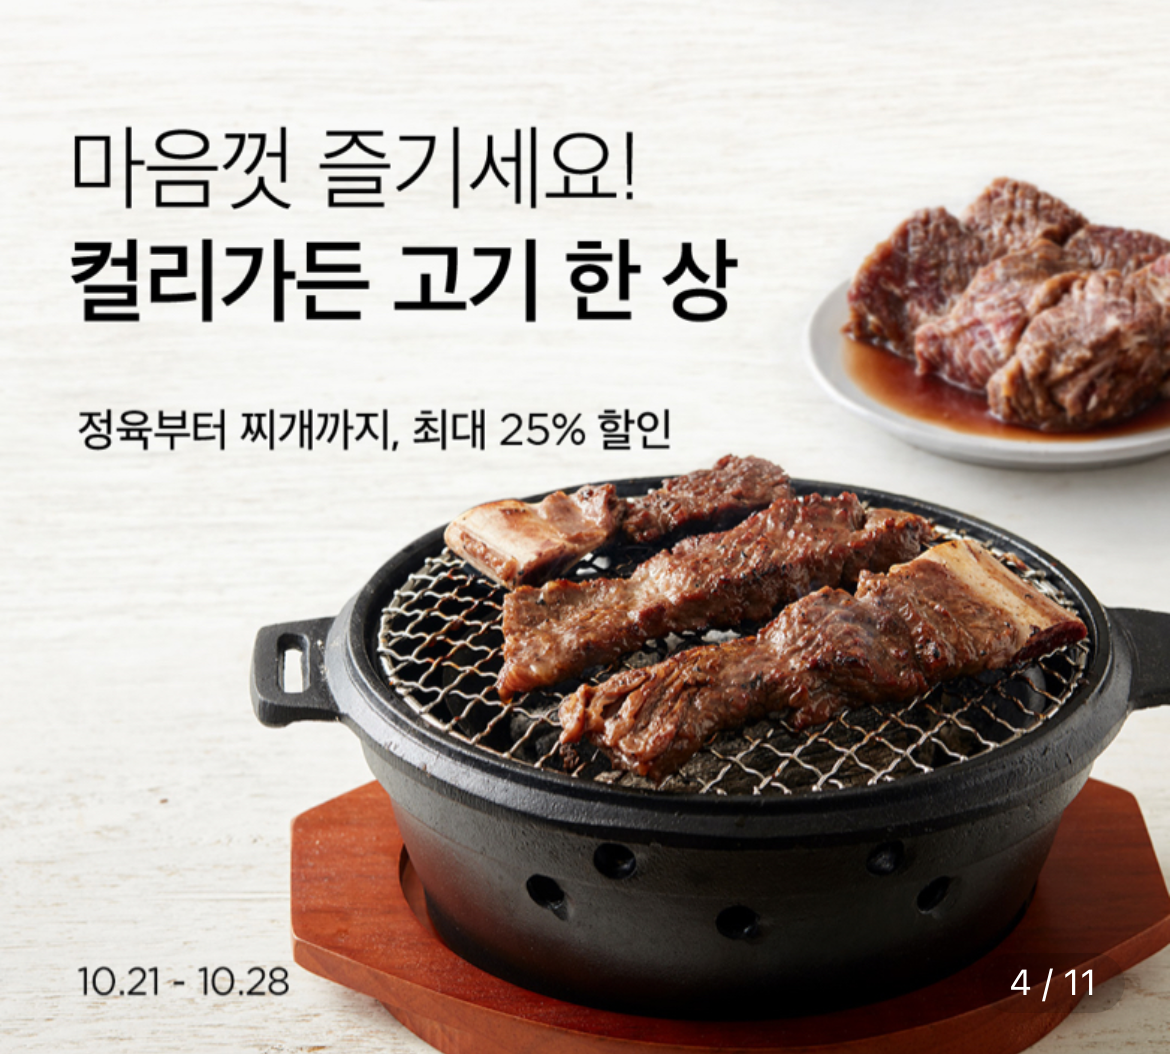 마음껏 즐기세요!
컬리가든 고기 한 상
정육부터 찌개까지, 최대 25% 할인
10.21 - 10.28
4 / 11